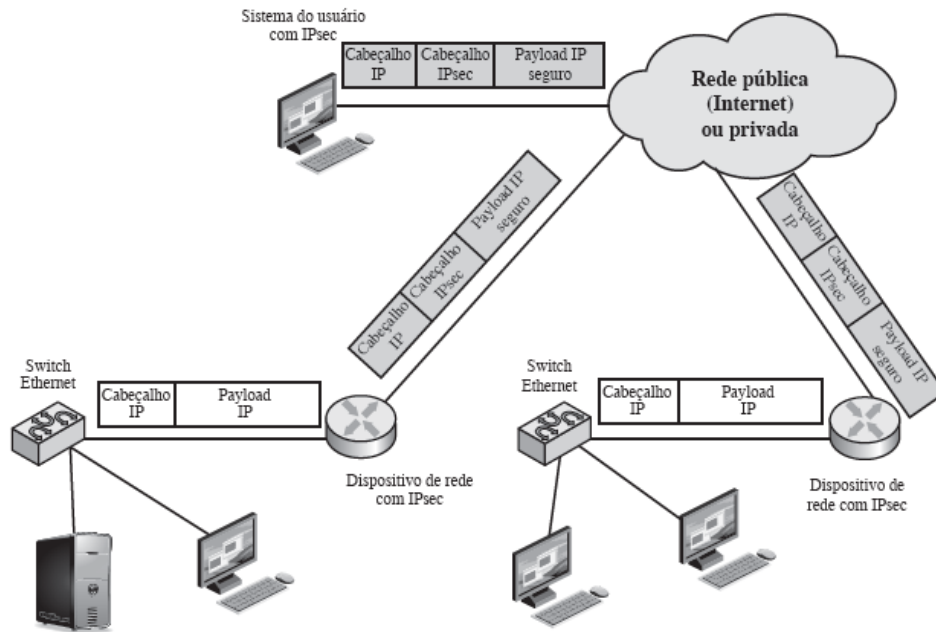 Sistema do usuário
com IPsec
Cabeçalho
IP
Cabeçalho
IPsec
Payload IP
seguro
Rede pública
(Internet)
ou privada
Payload IP
seguro
Cabeçalho
IPsec
Cabeçalho
IP
Cabeçalho
IP
Cabeçalho
IPsec
Payload IP
seguro
Switch
Ethernet
Cabeçalho
IP
Payload
IP
Dispositivo de rede
com IPsec
Switch
Ethernet
Cabeçalho
IP
Payload
IP
Dispositivo de
rede com IPsec